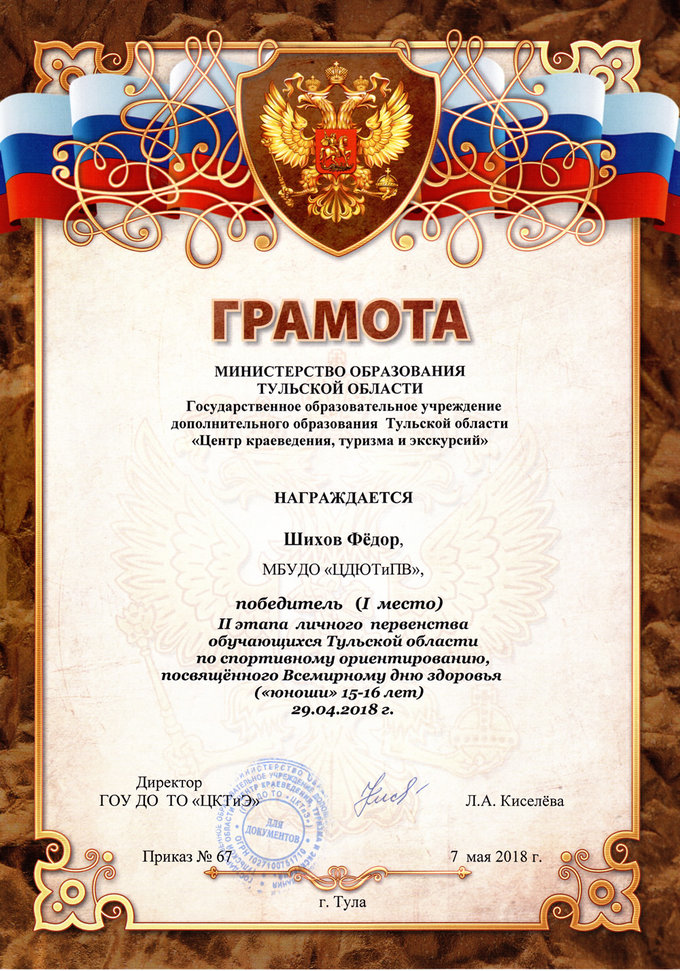 ГРАМОТА
МИНИСТЕРСТВО ОБРАЗОВАНИЯ
ТУЛЬСКОЙ ОБЛАСТИ
Государственное образовательное учреждение
дополнительного образования Тульской области
«Центр краеведения, туризма и экскурсий»
НАГРАЖДАЕТСЯ
Шихов Фёдор,
МБУДО «ЦДЮТиПВ»,
победитель (I место)
II этапа личного первенства
обучающихся Тульской области
по спортивному ориентированию,
посвящённого Всемирному дню здоровья
(«юноши» 15-16 лет)
29.04.2018 г.
Директор
ГОУ ДО ТО «ЦКТиЭ»
Л.А. Киселёва
ДЛЯ
ДОКУМЕНТОВ
Приказ № 67
7 мая 2018 г.
г. Тула